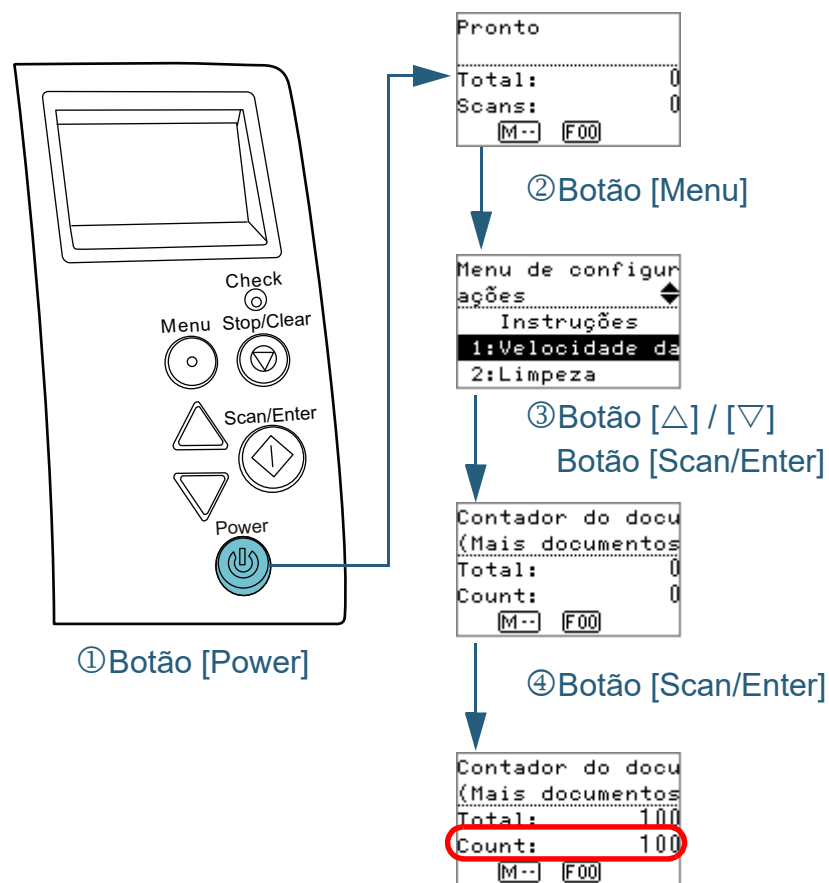 Check
Menu Stop/Clear
Scan/Enter
Power
①Botão [Power]
Pronto
Total: 0
Scans: 0
M-- F00
②Botão [Menu]
Menu de configur
ações
Instruções
1:Velocidade da
2:Limpeza
③Botão [△] / [▽]
Botão [Scan/Enter]
Contador do docu
(Mais documentos
Total: 0
Count: 0
M-- F00
④Botão [Scan/Enter]
Contador do docu
(Mais documentos
Total: 100
Count: 100
M-- F00